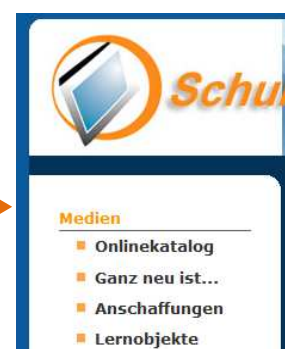 Schu
Medien
Onlinekatalog
Ganz neu ist...
Anschaffungen
Lernobjekte